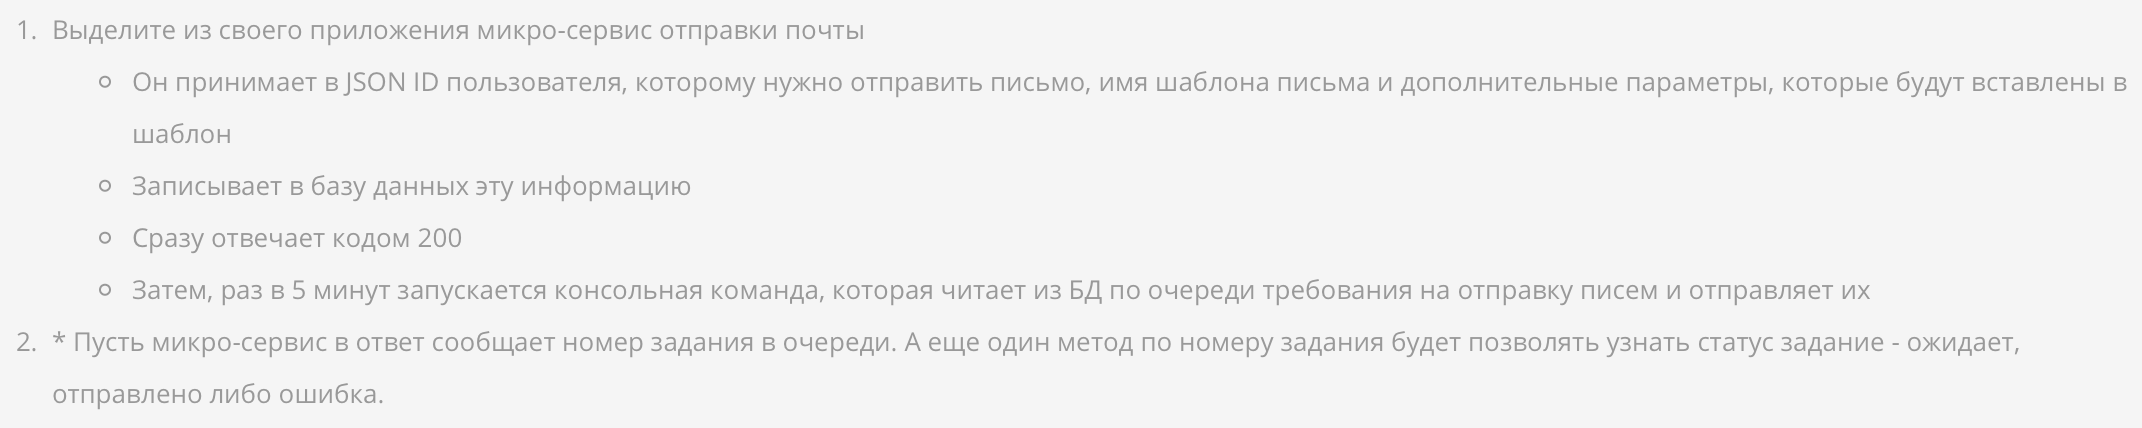 1. Выделите из своего приложения микро-сервис отправки почты
Он принимает в JSON ID пользователя, которому нужно отправить письмо, имя шаблона письма и дополнительные параметры, которые будут вставлены в
шаблон
Записывает в базу данных эту информацию
Сразу отвечает кодом 200
Затем, раз в 5 минут запускается консольная команда, которая читает из БД по очереди требования на отправку писем и отправляет их
2. * Пусть микро-сервис в ответ сообщает номер задания в очереди. А еще один метод по номеру задания будет позволять узнать статус задание - ожидает,
отправлено либо ошибка.